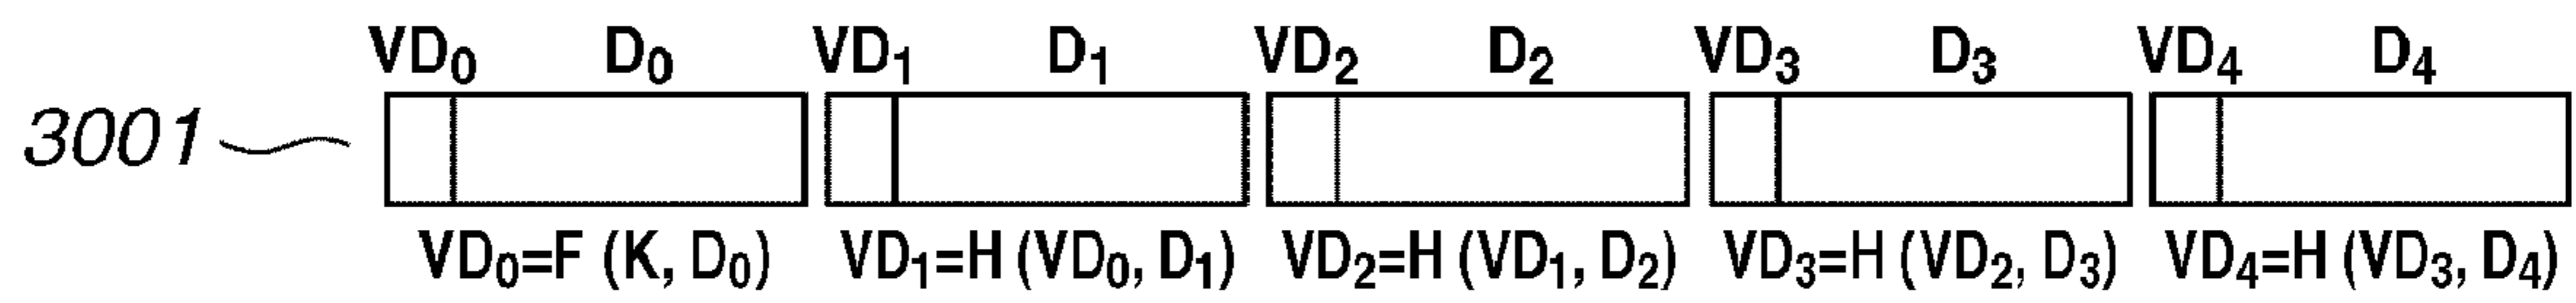 VD₀ D₀ VD₁ D₁ VD₂ D₂ VD₃ D₃ VD₄ D₄
3001
VD₀=F (K, D₀) VD₁=H (VD₀, D₁) VD₂=H (VD₁, D₂) VD₃=H (VD₂, D₃) VD₄=H (VD₃, D₄)